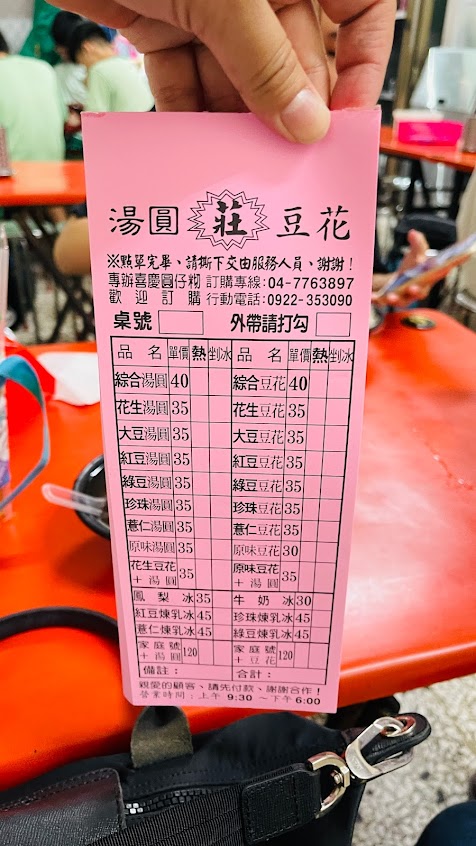 湯圓 莊 豆花
※點單完畢、請撕下交由服務人員、謝謝!
專辦喜慶圓仔籿 訂購專線:04-7763897
歡迎訂購 行動電話:0922-353090
桌號 外帶請打勾
品名 單價 熱 剉冰 品名 單價 熱 剉冰
綜合湯圓 40 綜合豆花 40
花生湯圓 35 花生豆花 35
大豆湯圓 35 大豆豆花 35
紅豆湯圓 35 紅豆豆花 35
綠豆湯圓 35 綠豆豆花 35
珍珠湯圓 35 珍珠豆花 35
薏仁湯圓 35 薏仁豆花 35
原味湯圓 35 原味豆花 30
花生豆花+湯圓 35 原味豆花+湯圓 35
鳳梨冰 35 牛奶冰 30
紅豆煉乳冰 45 珍珠煉乳冰 45
薏仁煉乳冰 45 綠豆煉乳冰 45
家庭號+湯圓 120 家庭號+豆花 120
備註: 合計:
親愛的顧客、請先付款、謝謝合作!
營業時間:上午 9:30 ~下午 6:00